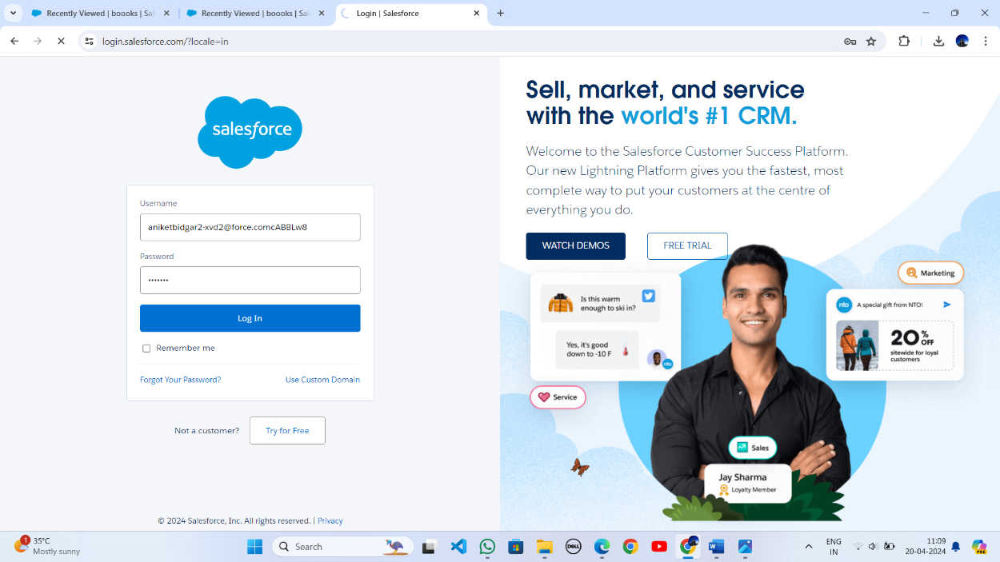 Recently Viewed | boooks | Sal
Recently Viewed | boooks | Sal
Login | Salesforce
login.salesforce.com/?locale=in
salesforce
Username
aniketbidgar2-xvd2@force.comcABBLw8
Password
•••••••
Log In
Remember me
Forgot Your Password?
Use Custom Domain
Not a customer?
Try for Free
© 2024 Salesforce, Inc. All rights reserved. | Privacy
Sell, market, and service
with the world's #1 CRM.
Welcome to the Salesforce Customer Success Platform.
Our new Lightning Platform gives you the fastest, most
complete way to put your customers at the centre of
everything you do.
WATCH DEMOS
FREE TRIAL
Is this warm
enough to ski in?
Yes, it's good
down to -10 F
nto
Service
Marketing
nto
A special gift from NTO!
20% OFF
sitewide for loyal
customers
Sales
Jay Sharma
Loyalty Member
1
35°C
Mostly sunny
Search
DELL
ENG
IN
11:09
20-04-2024
PRE